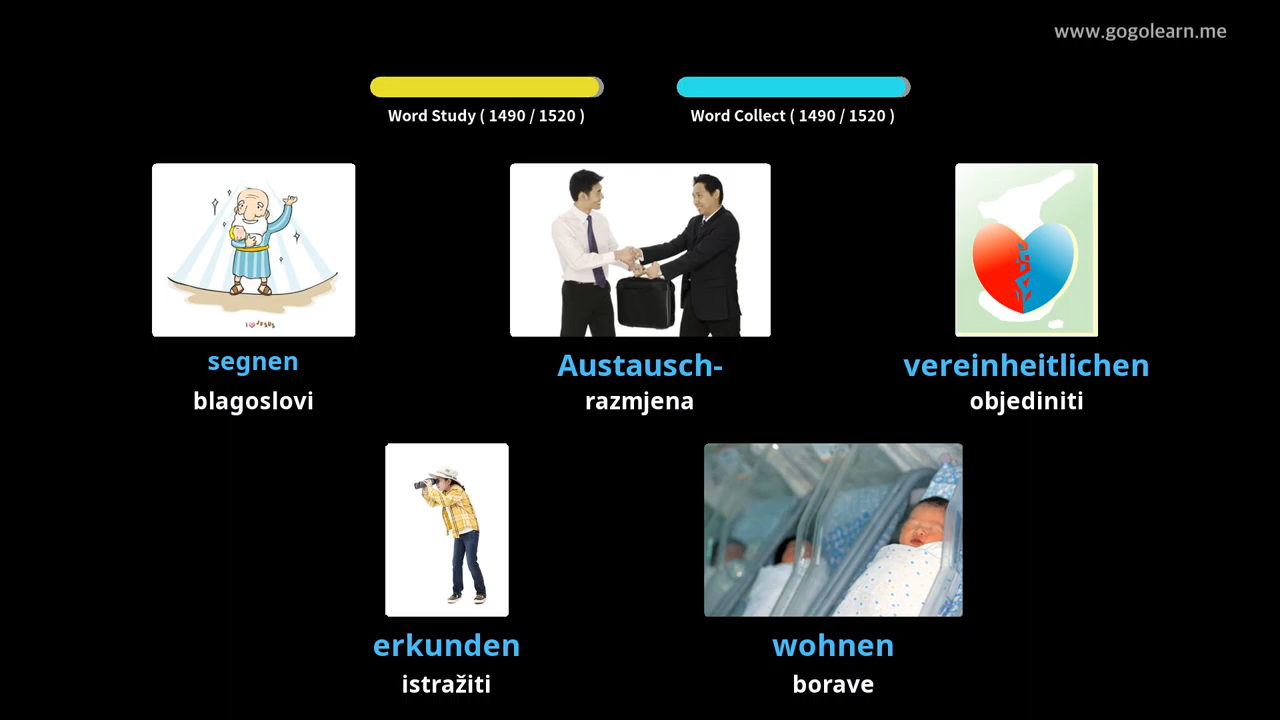 www.gogolearn.me
Word Study ( 1490 / 1520 )
Word Collect ( 1490 / 1520 )
I ❤ JESUS
segnen
Austausch-
vereinheitlichen
blagoslovi
razmjena
objediniti
erkunden
wohnen
istražiti
borave